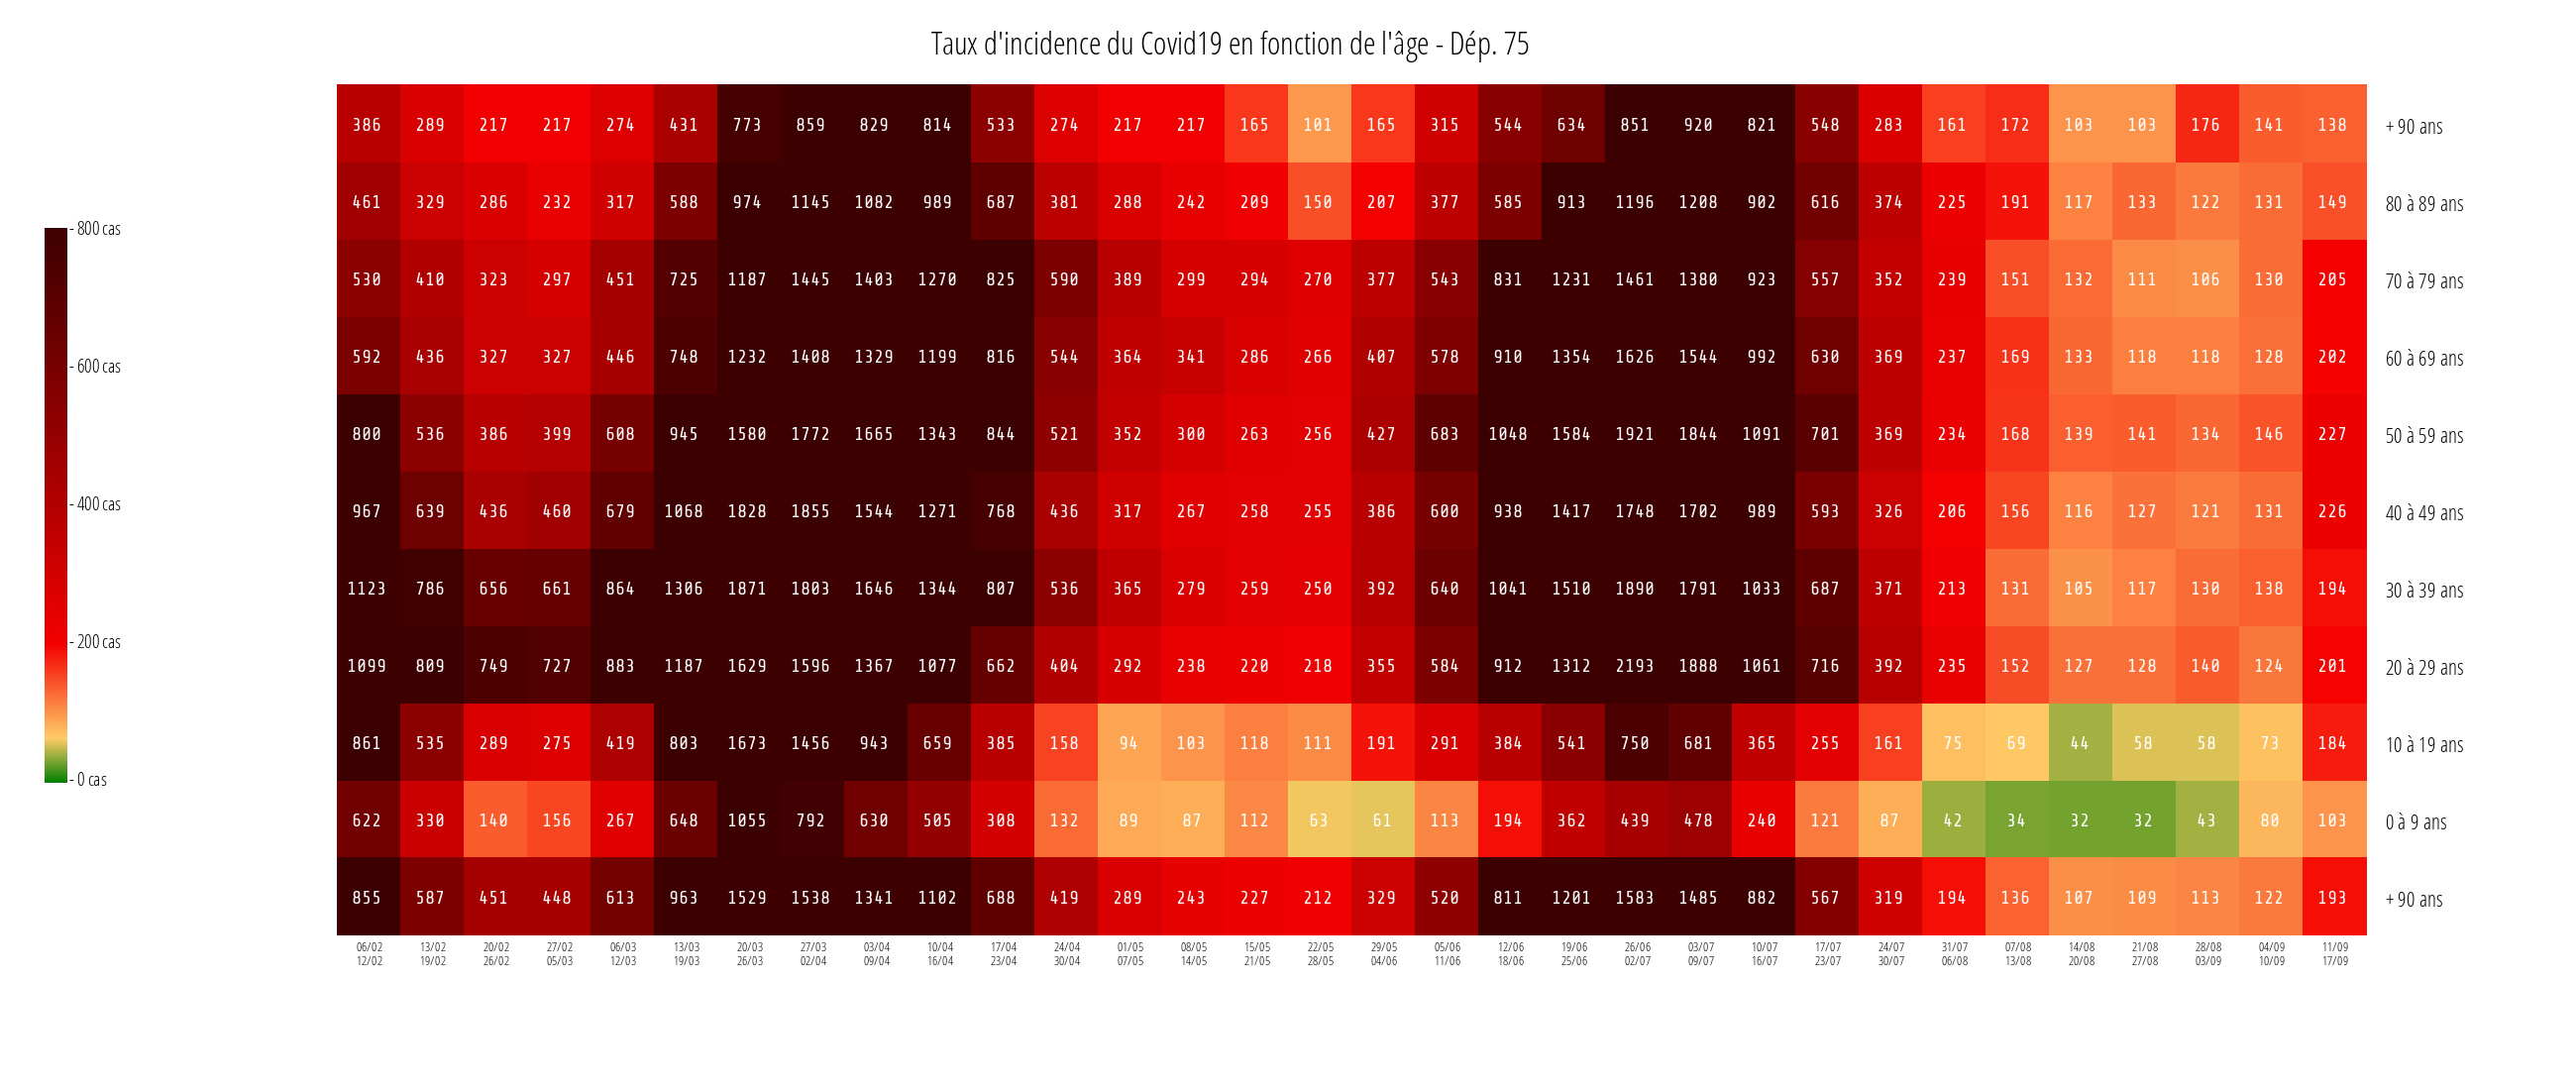 Taux d'incidence du Covid19 en fonction de l'âge - Dép. 75
- 800 cas
- 600 cas
- 400 cas
- 200 cas
- 0 cas
386 289 217 217 274 431 773 859 829 814 533 274 217 217 165 101 165 315 544 634 851 920 821 548 283 161 172 103 103 176 141 138 + 90 ans
461 329 286 232 317 588 974 1145 1082 989 687 381 288 242 209 150 207 377 585 913 1196 1208 902 616 374 225 191 117 133 122 131 149 80 à 89 ans
530 410 323 297 451 725 1187 1445 1403 1270 825 590 389 299 294 270 377 543 831 1231 1461 1380 923 557 352 239 151 132 111 106 130 205 70 à 79 ans
592 436 327 327 446 748 1232 1408 1329 1199 816 544 364 341 286 266 407 578 910 1354 1626 1544 992 630 369 237 169 133 118 118 128 202 60 à 69 ans
800 536 386 399 608 945 1580 1772 1665 1343 844 521 352 300 263 256 427 683 1048 1584 1921 1844 1091 701 369 234 168 139 141 134 146 227 50 à 59 ans
967 639 436 460 679 1068 1828 1855 1544 1271 768 436 317 267 258 255 386 600 938 1417 1748 1702 989 593 326 206 156 116 127 121 131 226 40 à 49 ans
1123 786 656 661 864 1306 1871 1803 1646 1344 807 536 365 279 259 250 392 640 1041 1510 1890 1791 1033 687 371 213 131 105 117 130 138 194 30 à 39 ans
1099 809 749 727 883 1187 1629 1596 1367 1077 662 404 292 238 220 218 355 584 912 1312 2193 1888 1061 716 392 235 152 127 128 140 124 201 20 à 29 ans
861 535 289 275 419 803 1673 1456 943 659 385 158 94 103 118 111 191 291 384 541 750 681 365 255 161 75 69 44 58 58 73 184 10 à 19 ans
622 330 140 156 267 648 1055 792 630 505 308 132 89 87 112 63 61 113 194 362 439 478 240 121 87 42 34 32 32 43 80 103 0 à 9 ans
855 587 451 448 613 963 1529 1538 1341 1102 688 419 289 243 227 212 329 520 811 1201 1583 1485 882 567 319 194 136 107 109 113 122 193 + 90 ans
06/02 13/02 20/02 27/02 06/03 13/03 20/03 27/03 03/04 10/04 17/04 24/04 01/05 08/05 15/05 22/05 29/05 05/06 12/06 19/06 26/06 03/07 10/07 17/07 24/07 31/07 07/08 14/08 21/08 28/08 04/09 11/09
12/02 19/02 26/02 05/03 12/03 19/03 26/03 02/04 09/04 16/04 23/04 30/04 07/05 14/05 21/05 28/05 04/06 11/06 18/06 25/06 02/07 09/07 16/07 23/07 30/07 06/08 13/08 20/08 27/08 03/09 10/09 17/09